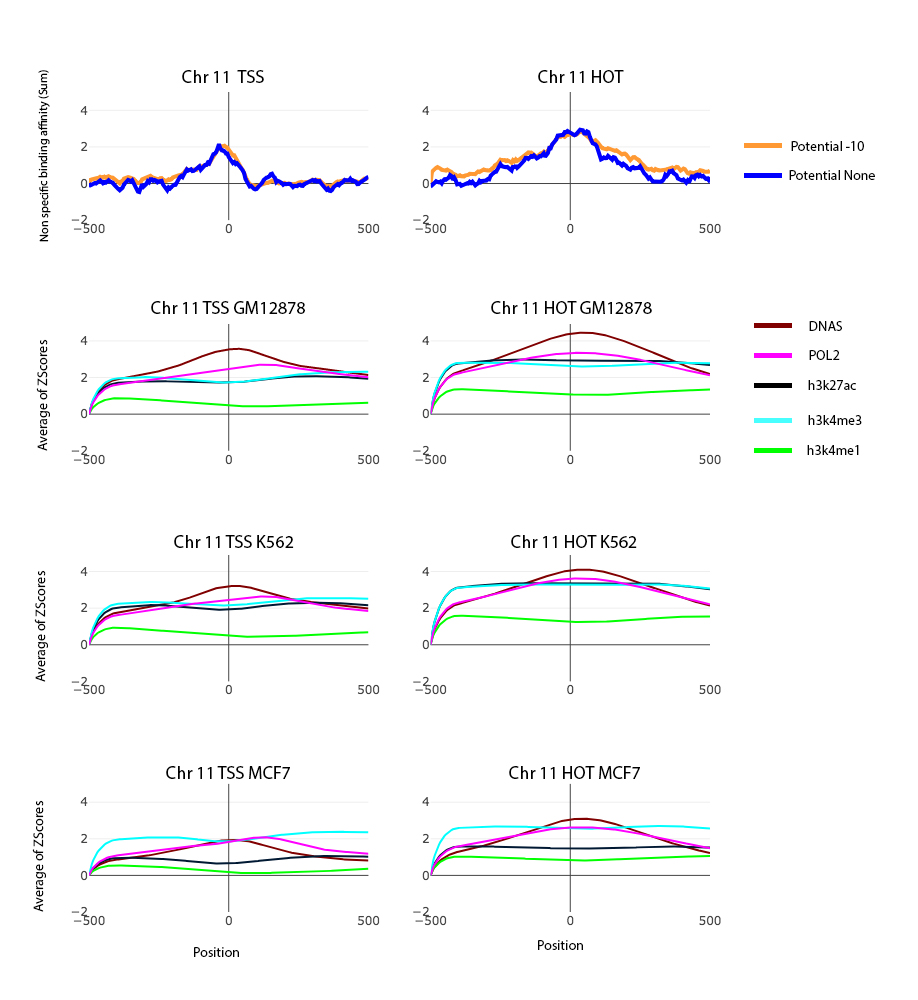 Chr 11 TSS
Chr 11 HOT
Non specific binding affinity (Sum)
4
2
0
−2
−500
0
500
4
2
0
−2
−500
0
500
Potential -10
Potential None
Chr 11 TSS GM12878
Chr 11 HOT GM12878
Average of ZScores
4
2
0
−2
−500
0
500
4
2
0
−2
−500
0
500
DNAS
POL2
h3k27ac
h3k4me3
h3k4me1
Chr 11 TSS K562
Chr 11 HOT K562
Average of ZScores
4
2
0
−2
−500
0
500
4
2
0
−2
−500
0
500
Chr 11 TSS MCF7
Chr 11 HOT MCF7
Average of ZScores
4
2
0
−2
−500
0
500
4
2
0
−2
−500
0
500
Position
Position